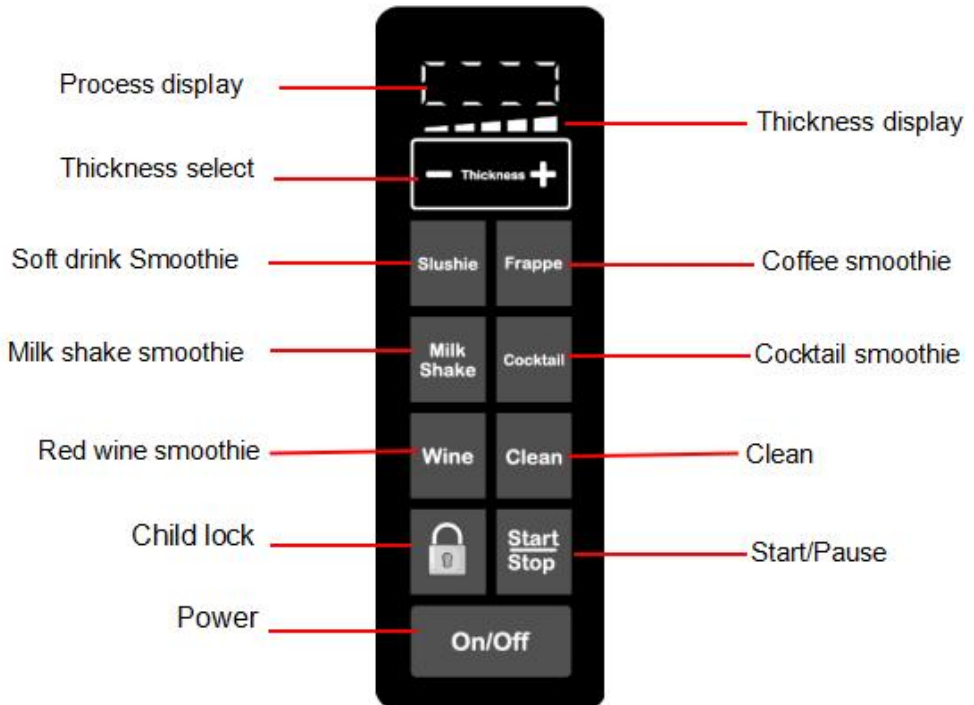 Process display
Thickness display
Thickness select
− Thickness +
Soft drink Smoothie
Slushie
Frappe
Coffee smoothie
Milk shake smoothie
Milk
Shake
Cocktail
Cocktail smoothie
Red wine smoothie
Wine
Clean
Clean
Child lock
Start
Stop
Start/Pause
Power
On/Off